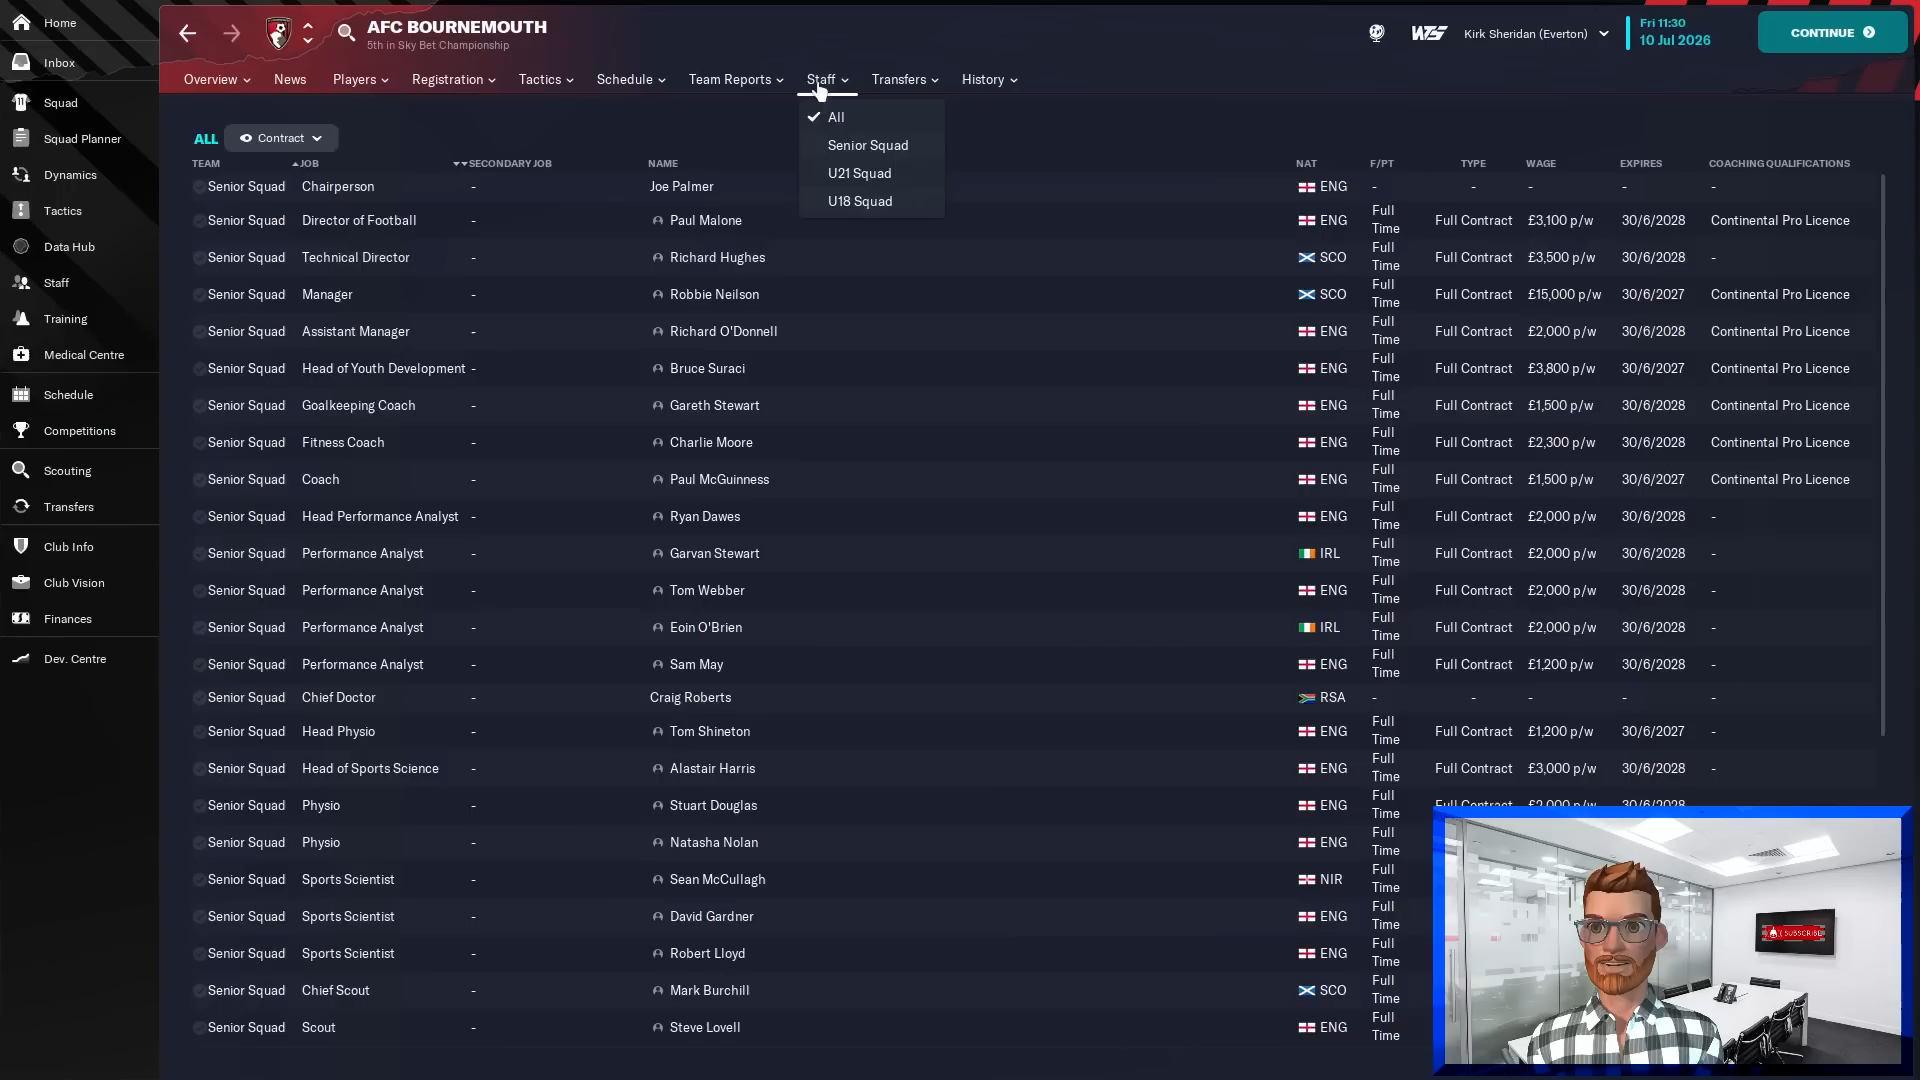 Home
Inbox
Squad
Squad Planner
Dynamics
Tactics
Data Hub
Staff
Training
Medical Centre
Schedule
Competitions
Scouting
Transfers
Club Info
Club Vision
Finances
Dev. Centre
AFC BOURNEMOUTH
5th in Sky Bet Championship
Kirk Sheridan (Everton)
Fri 11:30
10 Jul 2026
CONTINUE
Overview News Players Registration Tactics Schedule Team Reports Staff Transfers History
All
Senior Squad
U21 Squad
U18 Squad
ALL Contract
TEAM JOB SECONDARY JOB NAME NAT F/PT TYPE WAGE EXPIRES COACHING QUALIFICATIONS
Senior Squad Chairperson - Joe Palmer ENG - - - - -
Senior Squad Director of Football - Paul Malone ENG Full Time Full Contract £3,100 p/w 30/6/2028 Continental Pro Licence
Senior Squad Technical Director - Richard Hughes SCO Full Time Full Contract £3,500 p/w 30/6/2028 -
Senior Squad Manager - Robbie Neilson SCO Full Time Full Contract £15,000 p/w 30/6/2027 Continental Pro Licence
Senior Squad Assistant Manager - Richard O'Donnell ENG Full Time Full Contract £2,000 p/w 30/6/2028 Continental Pro Licence
Senior Squad Head of Youth Development - Bruce Suraci ENG Full Time Full Contract £3,800 p/w 30/6/2027 Continental Pro Licence
Senior Squad Goalkeeping Coach - Gareth Stewart ENG Full Time Full Contract £1,500 p/w 30/6/2028 Continental Pro Licence
Senior Squad Fitness Coach - Charlie Moore ENG Full Time Full Contract £2,300 p/w 30/6/2028 Continental Pro Licence
Senior Squad Coach - Paul McGuinness ENG Full Time Full Contract £1,500 p/w 30/6/2027 Continental Pro Licence
Senior Squad Head Performance Analyst - Ryan Dawes ENG Full Time Full Contract £2,000 p/w 30/6/2028 -
Senior Squad Performance Analyst - Garvan Stewart IRL Full Time Full Contract £2,000 p/w 30/6/2028 -
Senior Squad Performance Analyst - Tom Webber ENG Full Time Full Contract £2,000 p/w 30/6/2028 -
Senior Squad Performance Analyst - Eoin O'Brien IRL Full Time Full Contract £2,000 p/w 30/6/2028 -
Senior Squad Performance Analyst - Sam May ENG Full Time Full Contract £1,200 p/w 30/6/2028 -
Senior Squad Chief Doctor - Craig Roberts RSA - - - - -
Senior Squad Head Physio - Tom Shineton ENG Full Time Full Contract £1,200 p/w 30/6/2027 -
Senior Squad Head of Sports Science - Alastair Harris ENG Full Time Full Contract £3,000 p/w 30/6/2028 -
Senior Squad Physio - Stuart Douglas ENG Full Time Full Contract £2,000 p/w 30/6/2028
Senior Squad Physio - Natasha Nolan ENG Full Time
Senior Squad Sports Scientist - Sean McCullagh NIR Full Time
Senior Squad Sports Scientist - David Gardner ENG Full Time
Senior Squad Sports Scientist - Robert Lloyd ENG Full Time
Senior Squad Chief Scout - Mark Burchill SCO Full Time
Senior Squad Scout - Steve Lovell ENG Full Time
SUBSCRIBE